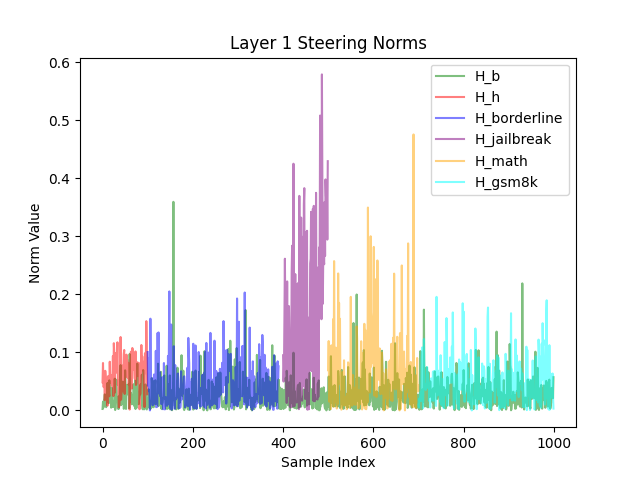 Layer 1 Steering Norms
0.6
0.5
0.4
0.3
0.2
0.1
0.0
Norm Value
H_b
H_h
H_borderline
H_jailbreak
H_math
H_gsm8k
0 200 400 600 800 1000
Sample Index